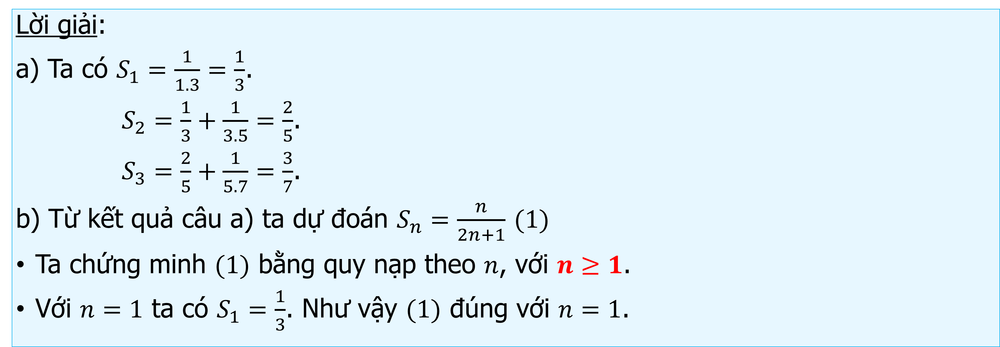 Lời giải:
a) Ta có $S_1 = \frac{1}{1.3} = \frac{1}{3}$.
$S_2 = \frac{1}{3} + \frac{1}{3.5} = \frac{2}{5}$.
$S_3 = \frac{2}{5} + \frac{1}{5.7} = \frac{3}{7}$.
b) Từ kết quả câu a) ta dự đoán $S_n = \frac{n}{2n+1}$ (1)
• Ta chứng minh (1) bằng quy nạp theo $n$, với $n \geq 1$.
• Với $n = 1$ ta có $S_1 = \frac{1}{3}$. Như vậy (1) đúng với $n = 1$.